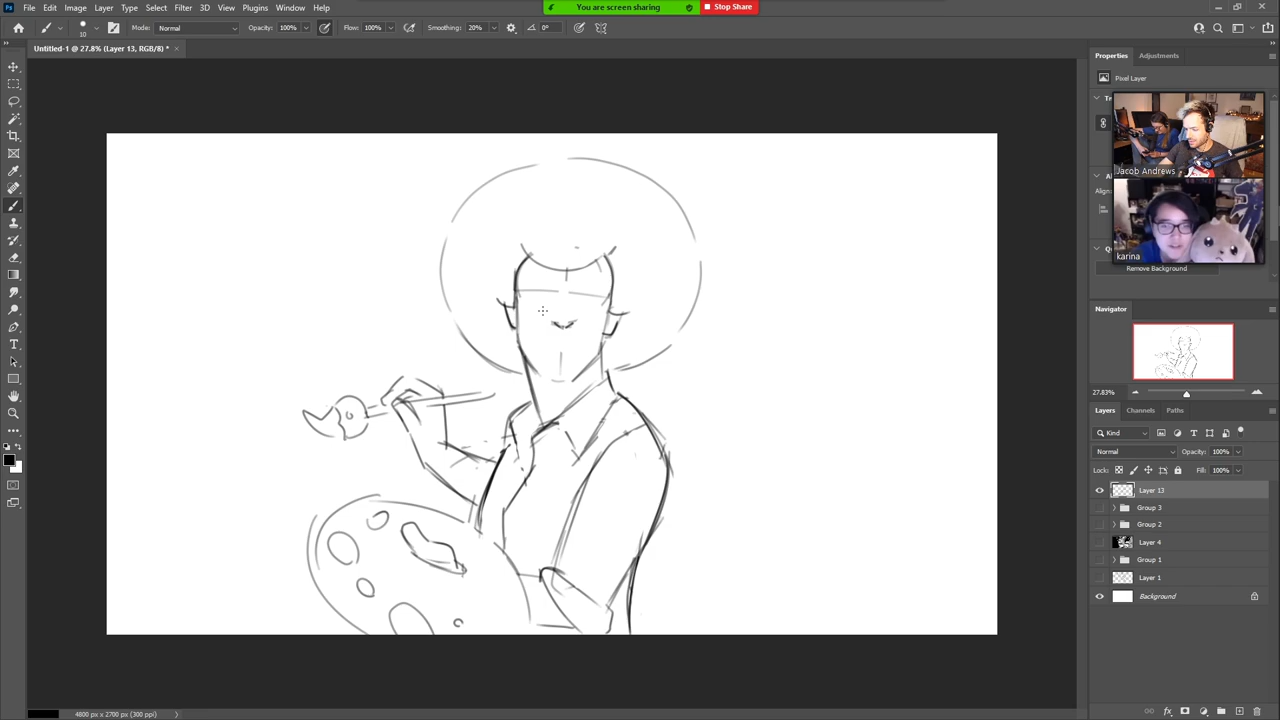 You are screen sharing
Stop Share
Ps File Edit Image Layer Type Select Filter 3D View Plugins Window Help
10 Mode: Normal Opacity: 100% Flow: 100% Smoothing: 20% 0°
Untitled-1 @ 27.8% (Layer 13, RGB/8) * ×
Properties Adjustments
Pixel Layer
Jacob Andrews
karina
Remove Background
Navigator
27.83%
Layers Channels Paths
Kind
Normal Opacity: 100%
Lock: Fill: 100%
Layer 13
Group 3
Group 2
Layer 4
Group 1
Layer 1
Background
4800 px x 2700 px (300 ppi)